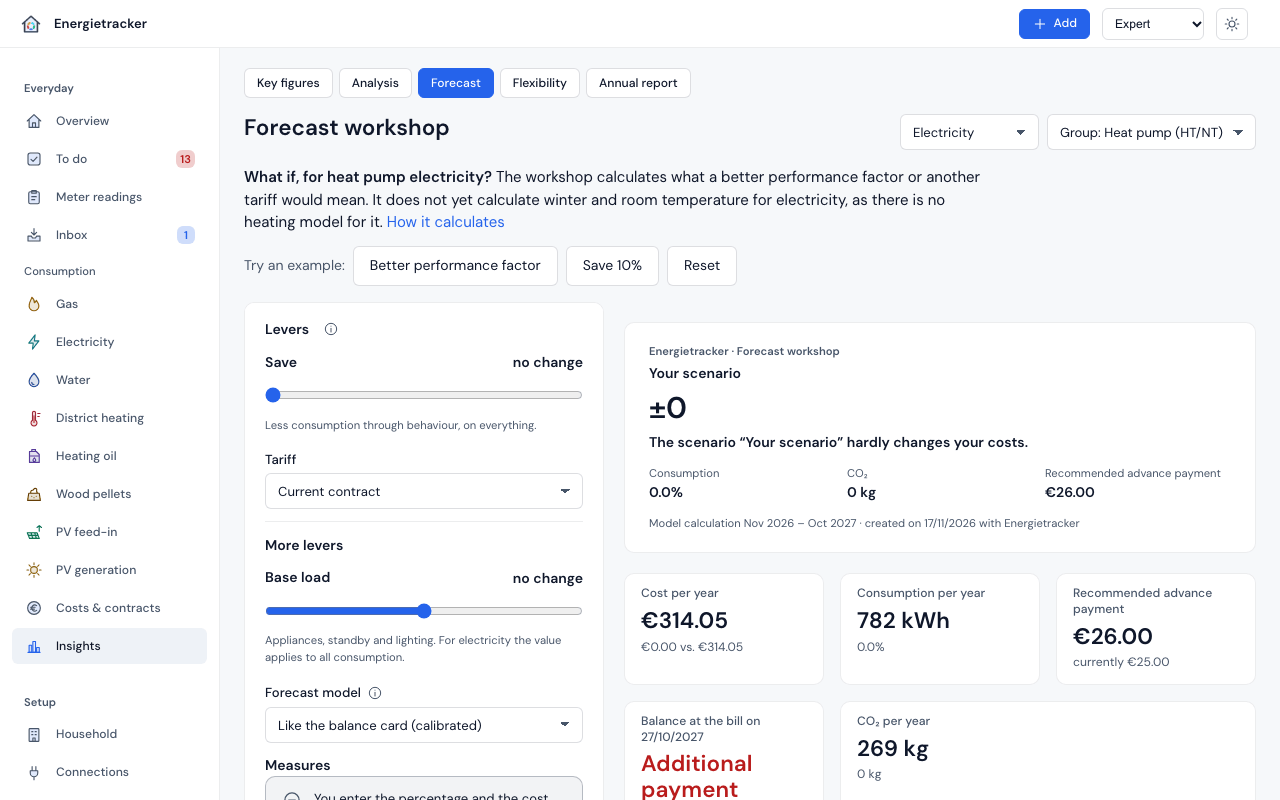 Energietracker
Add
Expert
Everyday
Overview
To do
13
Meter readings
Inbox
1
Consumption
Gas
Electricity
Water
District heating
Heating oil
Wood pellets
PV feed-in
PV generation
Costs & contracts
Insights
Setup
Household
Connections
Key figures
Analysis
Forecast
Flexibility
Annual report
Forecast workshop
Electricity
Group: Heat pump (HT/NT)
What if, for heat pump electricity? The workshop calculates what a better performance factor or another
tariff would mean. It does not yet calculate winter and room temperature for electricity, as there is no
heating model for it. How it calculates
Try an example:
Better performance factor
Save 10%
Reset
Levers
Save
no change
Less consumption through behaviour, on everything.
Tariff
Current contract
More levers
Base load
no change
Appliances, standby and lighting. For electricity the value
applies to all consumption.
Forecast model
Like the balance card (calibrated)
Measures
You enter the percentage and the cost
Energietracker · Forecast workshop
Your scenario
±0
The scenario “Your scenario” hardly changes your costs.
Consumption
0.0%
CO₂
0 kg
Recommended advance payment
€26.00
Model calculation Nov 2026 – Oct 2027 · created on 17/11/2026 with Energietracker
Cost per year
€314.05
€0.00 vs. €314.05
Consumption per year
782 kWh
0.0%
Recommended advance
payment
€26.00
currently €25.00
Balance at the bill on
27/10/2027
Additional
payment
CO₂ per year
269 kg
0 kg